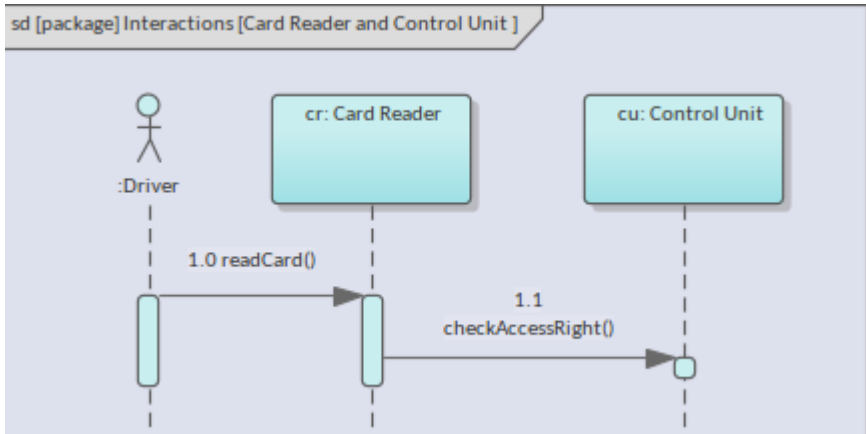 sd [package] Interactions [Card Reader and Control Unit ]
cr: Card Reader
cu: Control Unit
:Driver
1.0 readCard()
1.1
checkAccessRight()